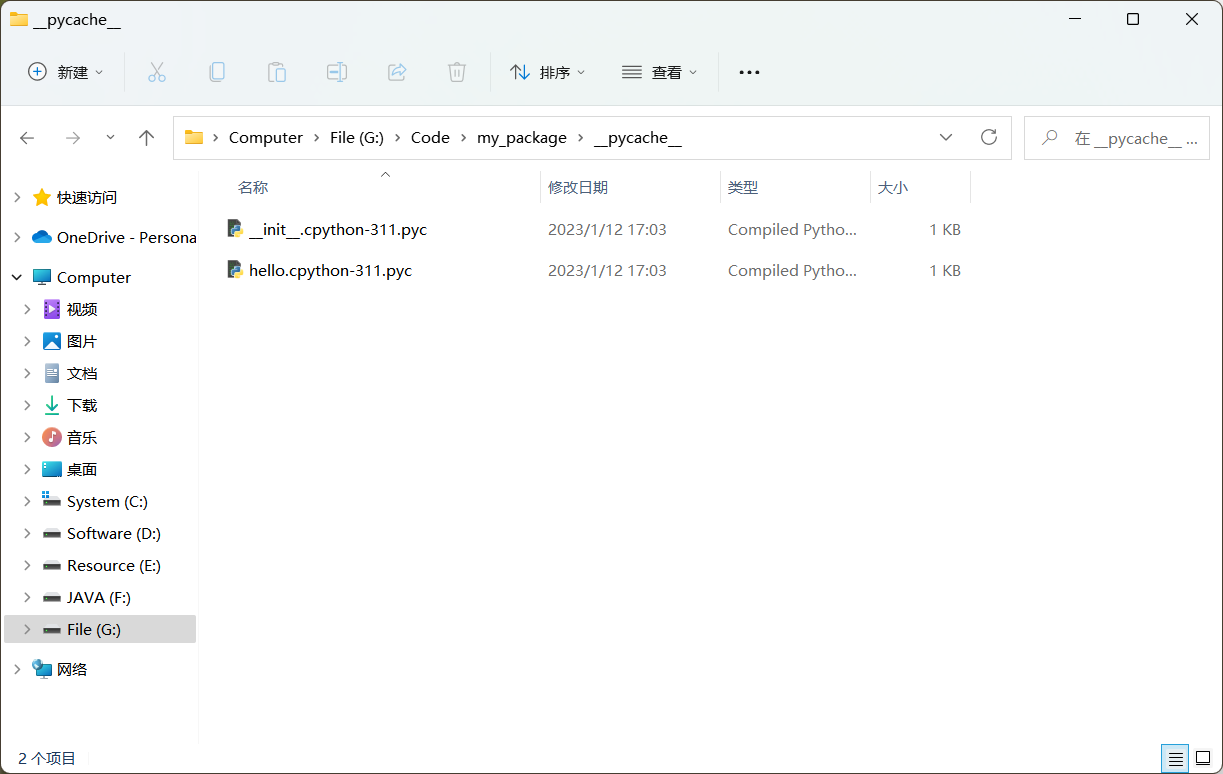 __pycache__
新建 排序 查看
Computer File (G:) Code my_package __pycache__ 在 __pycache__ ...
名称 修改日期 类型 大小
__init__.cpython-311.pyc 2023/1/12 17:03 Compiled Pytho... 1 KB
hello.cpython-311.pyc 2023/1/12 17:03 Compiled Pytho... 1 KB
快速访问
OneDrive - Persona
Computer
视频
图片
文档
下载
音乐
桌面
System (C:)
Software (D:)
Resource (E:)
JAVA (F:)
File (G:)
网络
2 个项目